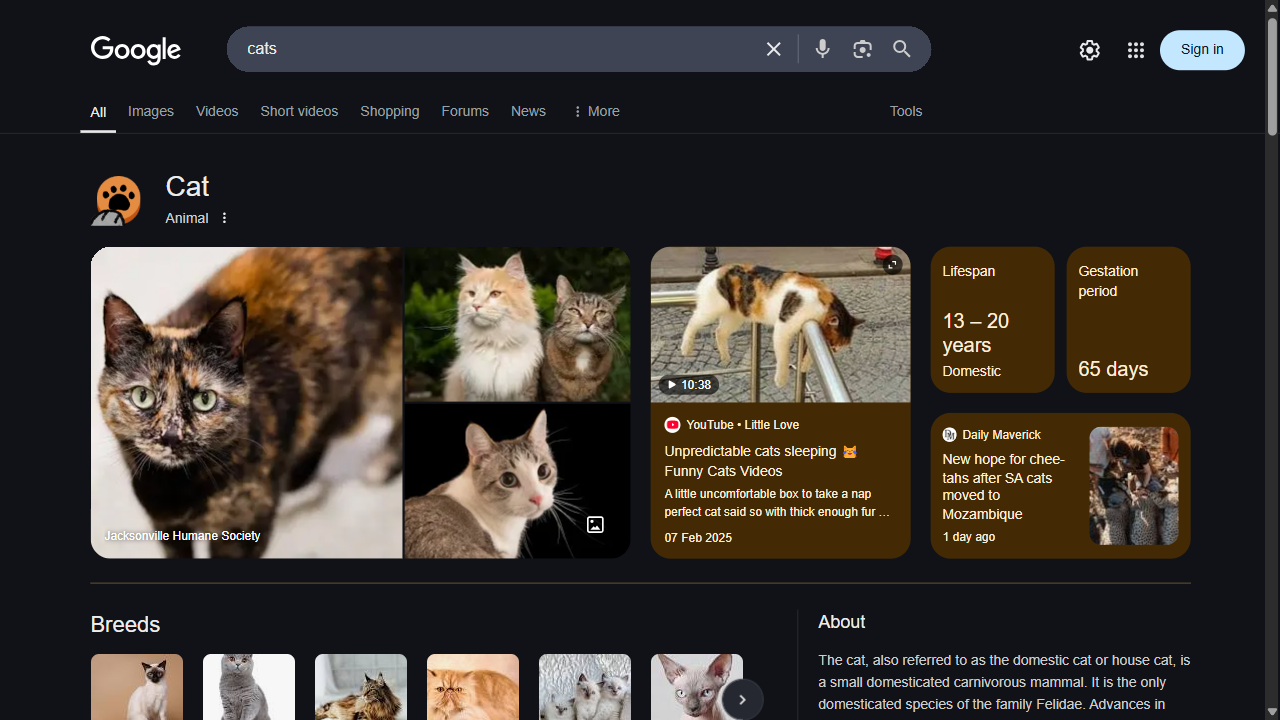 Google
cats
Sign in
All
Images
Videos
Short videos
Shopping
Forums
News
More
Tools
Cat
Animal
Jacksonville Humane Society
10:38
YouTube • Little Love
Unpredictable cats sleeping 😹
Funny Cats Videos
A little uncomfortable box to take a nap
perfect cat said so with thick enough fur ...
07 Feb 2025
Lifespan
13 – 20
years
Domestic
Gestation
period
65 days
Daily Maverick
New hope for chee-
tahs after SA cats
moved to
Mozambique
1 day ago
Breeds
About
The cat, also referred to as the domestic cat or house cat, is
a small domesticated carnivorous mammal. It is the only
domesticated species of the family Felidae. Advances in